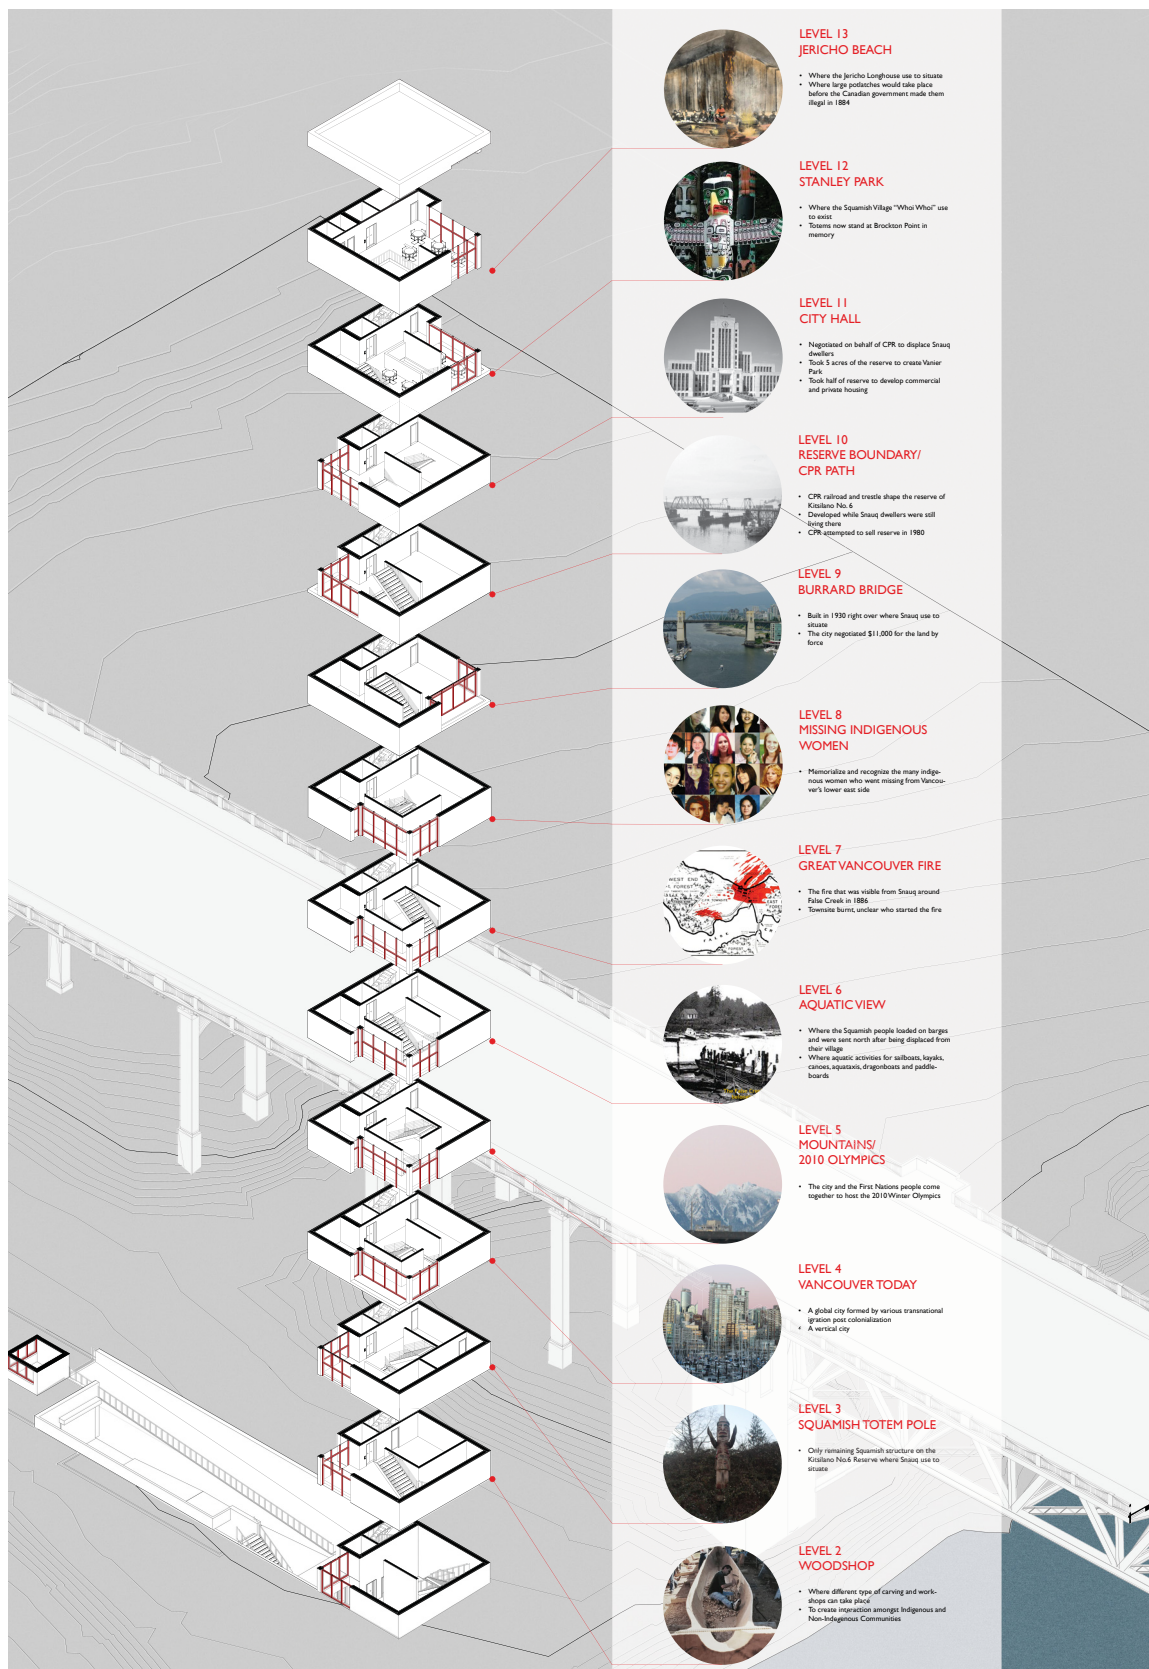 LEVEL 13
JERICHO BEACH
• Where the Jericho Longhouse use to situate
• Where large potlatches would take place
before the Canadian government made them
illegal in 1884
LEVEL 12
STANLEY PARK
• Where the Squamish Village "Whoi Whoi" use
to exist
• Totems now stand at Brockton Point in
memory
LEVEL 11
CITY HALL
• Negotiated on behalf of CPR to displace Snauq
dwellers
• Took 5 acres of the reserve to create Vanier
Park
• Took half of reserve to develop commercial
and private housing
LEVEL 10
RESERVE BOUNDARY/
CPR PATH
• CPR railroad and trestle shape the reserve of
Kitsilano No. 6
• Developed while Snauq dwellers were still
living there
• CPR attempted to sell reserve in 1980
LEVEL 9
BURRARD BRIDGE
• Built in 1930 right over where Snauq use to
situate
• The city negotiated $11,000 for the land by
force
LEVEL 8
MISSING INDIGENOUS
WOMEN
• Memorialize and recognize the many indige-
nous women who went missing from Vancou-
ver's lower east side
LEVEL 7
GREAT VANCOUVER FIRE
• The fire that was visible from Snauq around
False Creek in 1886
• Townsite burnt, unclear who started the fire
WEST END
FOREST
EAST
FALSE
FOREST
LEVEL 6
AQUATIC VIEW
• Where the Squamish people loaded on barges
and were sent north after being displaced from
their village
• Where aquatic activities for sailboats, kayaks,
canoes, aquataxis, dragonboats and paddle-
boards
LEVEL 5
MOUNTAINS/
2010 OLYMPICS
• The city and the First Nations people come
together to host the 2010 Winter Olympics
LEVEL 4
VANCOUVER TODAY
• A global city formed by various transnational
igration post colonialization
• A vertical city
LEVEL 3
SQUAMISH TOTEM POLE
• Only remaining Squamish structure on the
Kitsilano No.6 Reserve where Snauq use to
situate
LEVEL 2
WOODSHOP
• Where different type of carving and work-
shops can take place
• To create interaction amongst Indigenous and
Non-Indegenous Communities